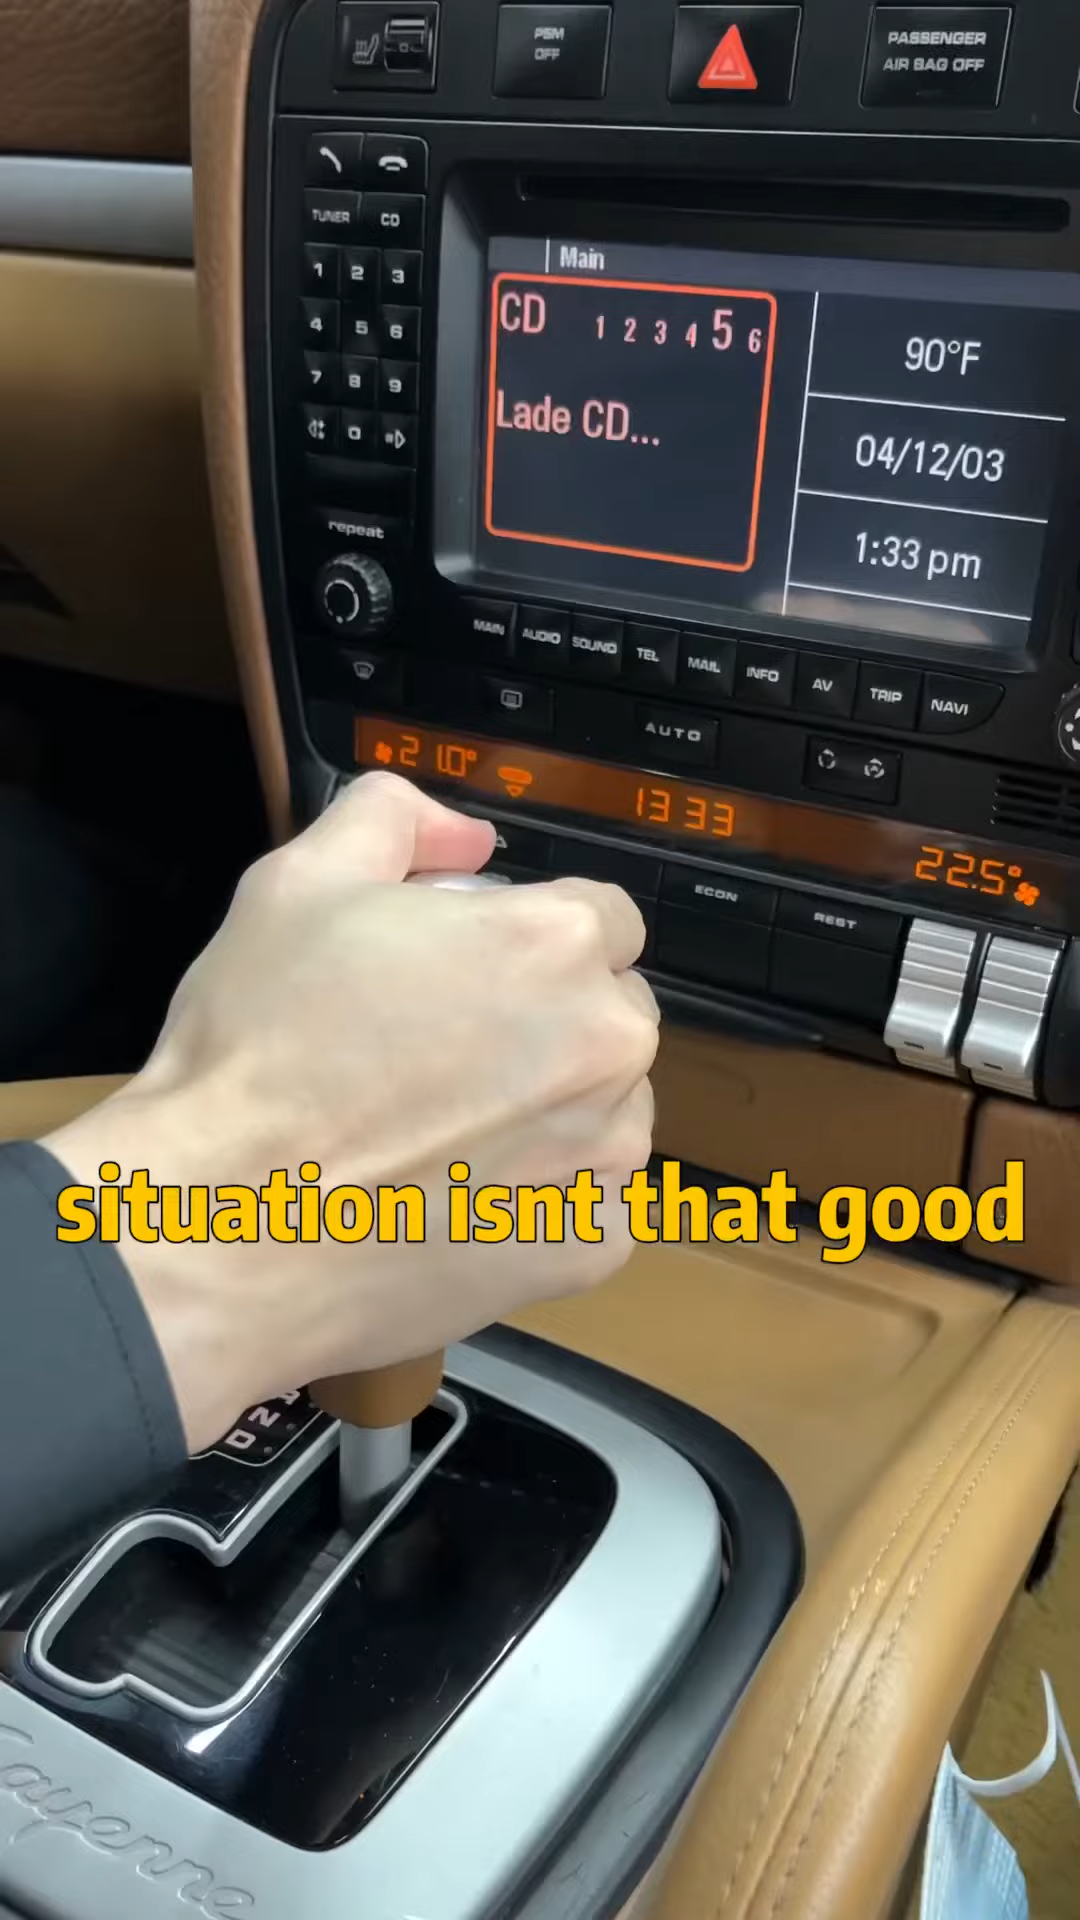 PSM
OFF
PASSENGER
AIR BAG OFF
TUNER CD
1 2 3
4 5 6
7 8 9
0
repeat
Main
CD 1 2 3 4 5 6
Lade CD...
90°F
04/12/03
1:33 pm
MAIN AUDIO SOUND TEL MAIL INFO AV TRIP NAVI
AUTO
21.0° 13 33 22.5°
ECON REST
situation isnt that good
N
D
Cayenne